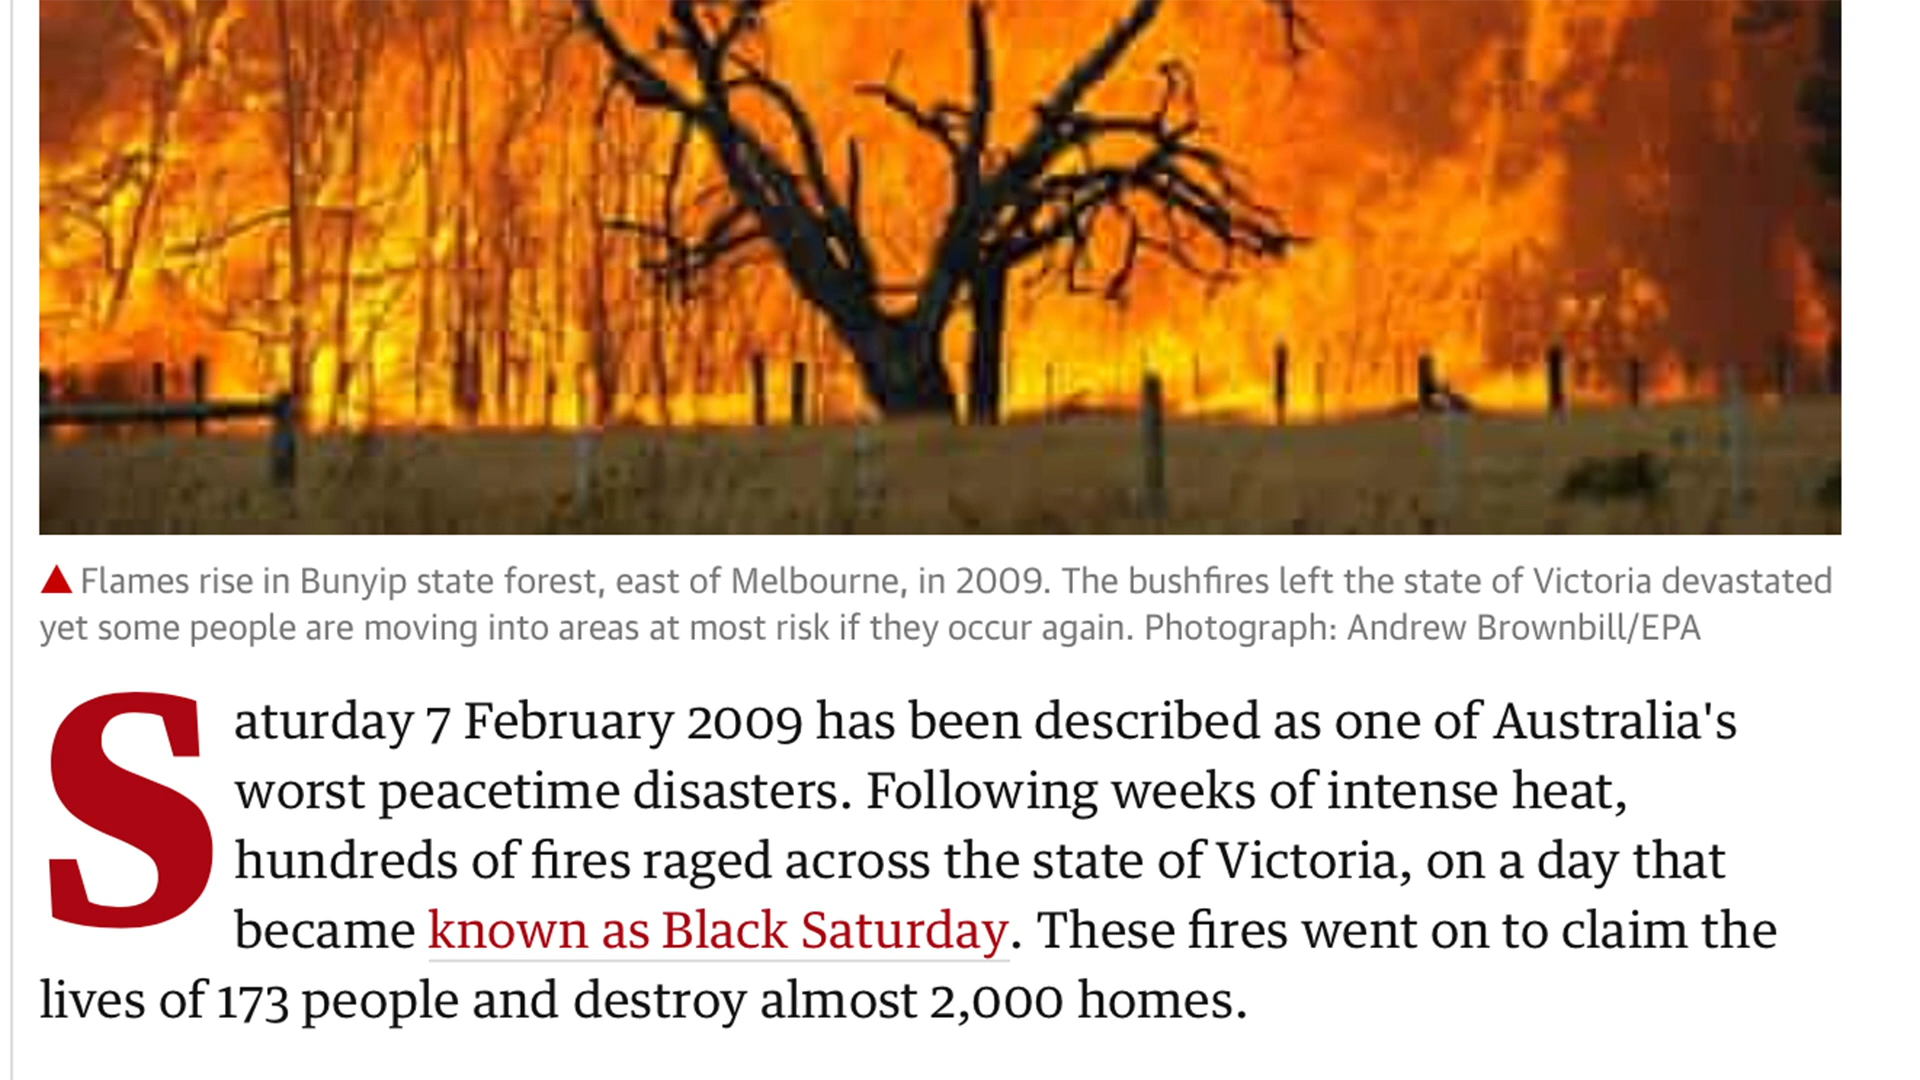 ▲ Flames rise in Bunyip state forest, east of Melbourne, in 2009. The bushfires left the state of Victoria devastated
yet some people are moving into areas at most risk if they occur again. Photograph: Andrew Brownbill/EPA
Saturday 7 February 2009 has been described as one of Australia's
worst peacetime disasters. Following weeks of intense heat,
hundreds of fires raged across the state of Victoria, on a day that
became known as Black Saturday. These fires went on to claim the
lives of 173 people and destroy almost 2,000 homes.